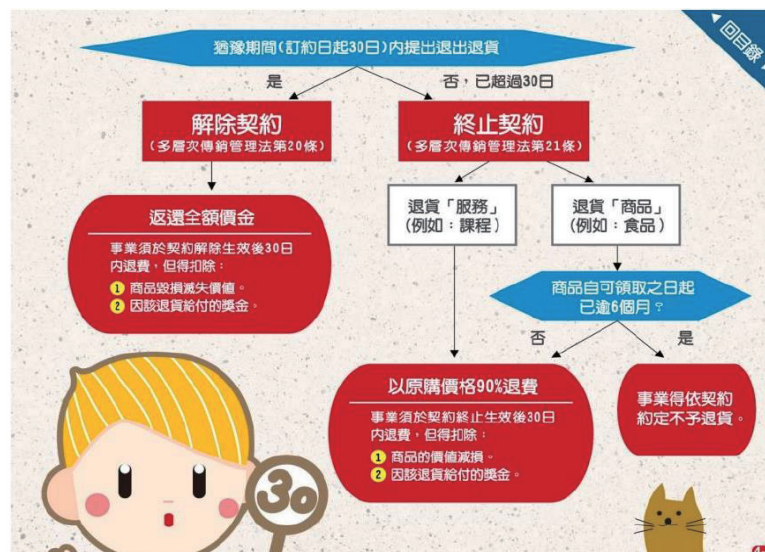 猶豫期間(訂約日起30日)內提出退出退貨
回目錄
是
否，已超過30日
解除契約
(多層次傳銷管理法第20條)
終止契約
(多層次傳銷管理法第21條)
返還全額價金
事業須於契約解除生效後30日
內退費，但得扣除：
1 商品毀損滅失價值。
2 因該退貨給付的獎金。
退貨「服務」
(例如：課程)
退貨「商品」
(例如：食品)
商品自可領取之日起
已逾6個月？
否
是
以原購價格90%退費
事業須於契約終止生效後30日
內退費，但得扣除：
1 商品的價值減損。
2 因該退貨給付的獎金。
事業得依契約
約定不予退貨。
30